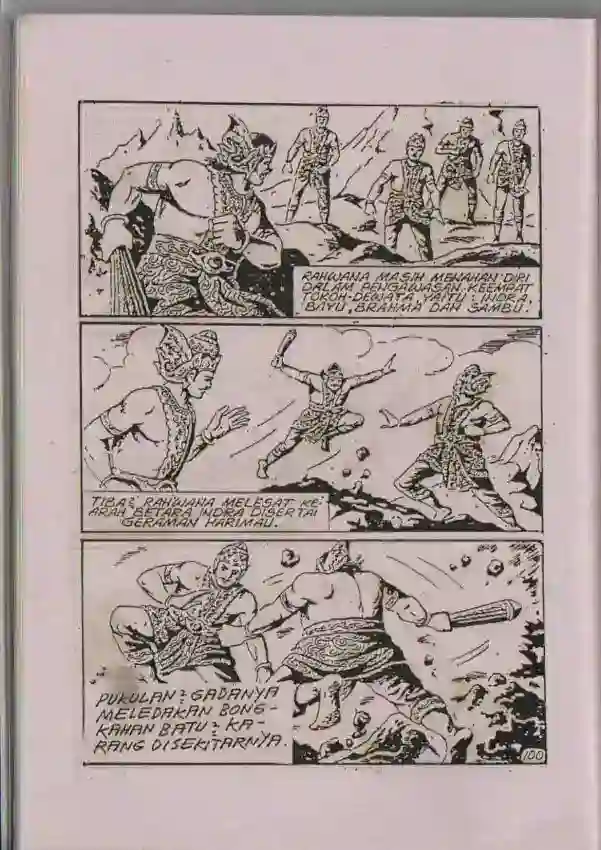 RAHWANA MASIH MENAHAN DIRI
DALAM PENGAWASAN KEEMPAT
TOKOH-DEWATA, YAITU: INDRA,
BAYU, BRAHMA DAN SAMBU.
TIBA² RAHWANA MELESAT KE
ARAH BETARA INDRA DISERTAI
GERAMAN HARIMAU.
PUKULAN² GADANYA
MELEDAKAN BONG-
KAHAN BATU² KA-
RANG DISEKITARNYA.
100